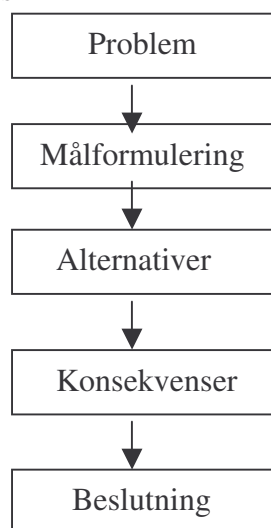 Problem
Målformulering
Alternativer
Konsekvenser
Beslutning